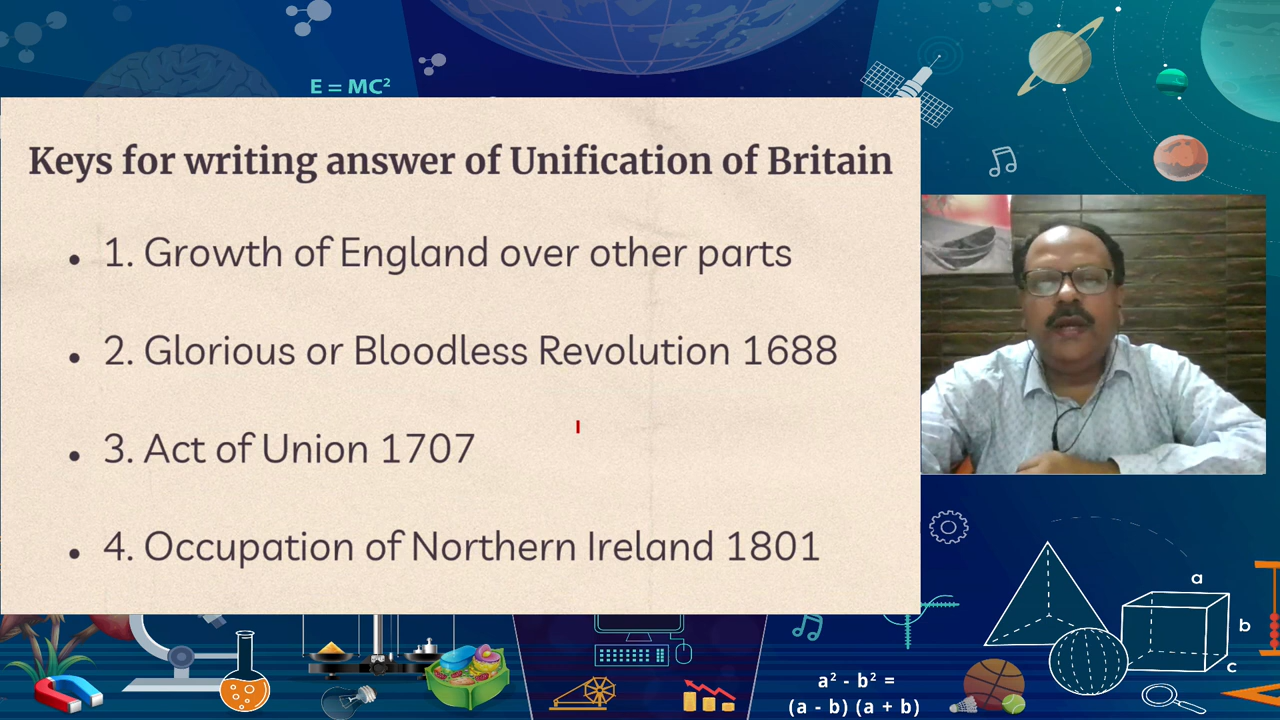 E = MC²
Keys for writing answer of Unification of Britain
• 1. Growth of England over other parts
• 2. Glorious or Bloodless Revolution 1688
• 3. Act of Union 1707
• 4. Occupation of Northern Ireland 1801
a
b
c
a² - b² =
(a - b) (a + b)